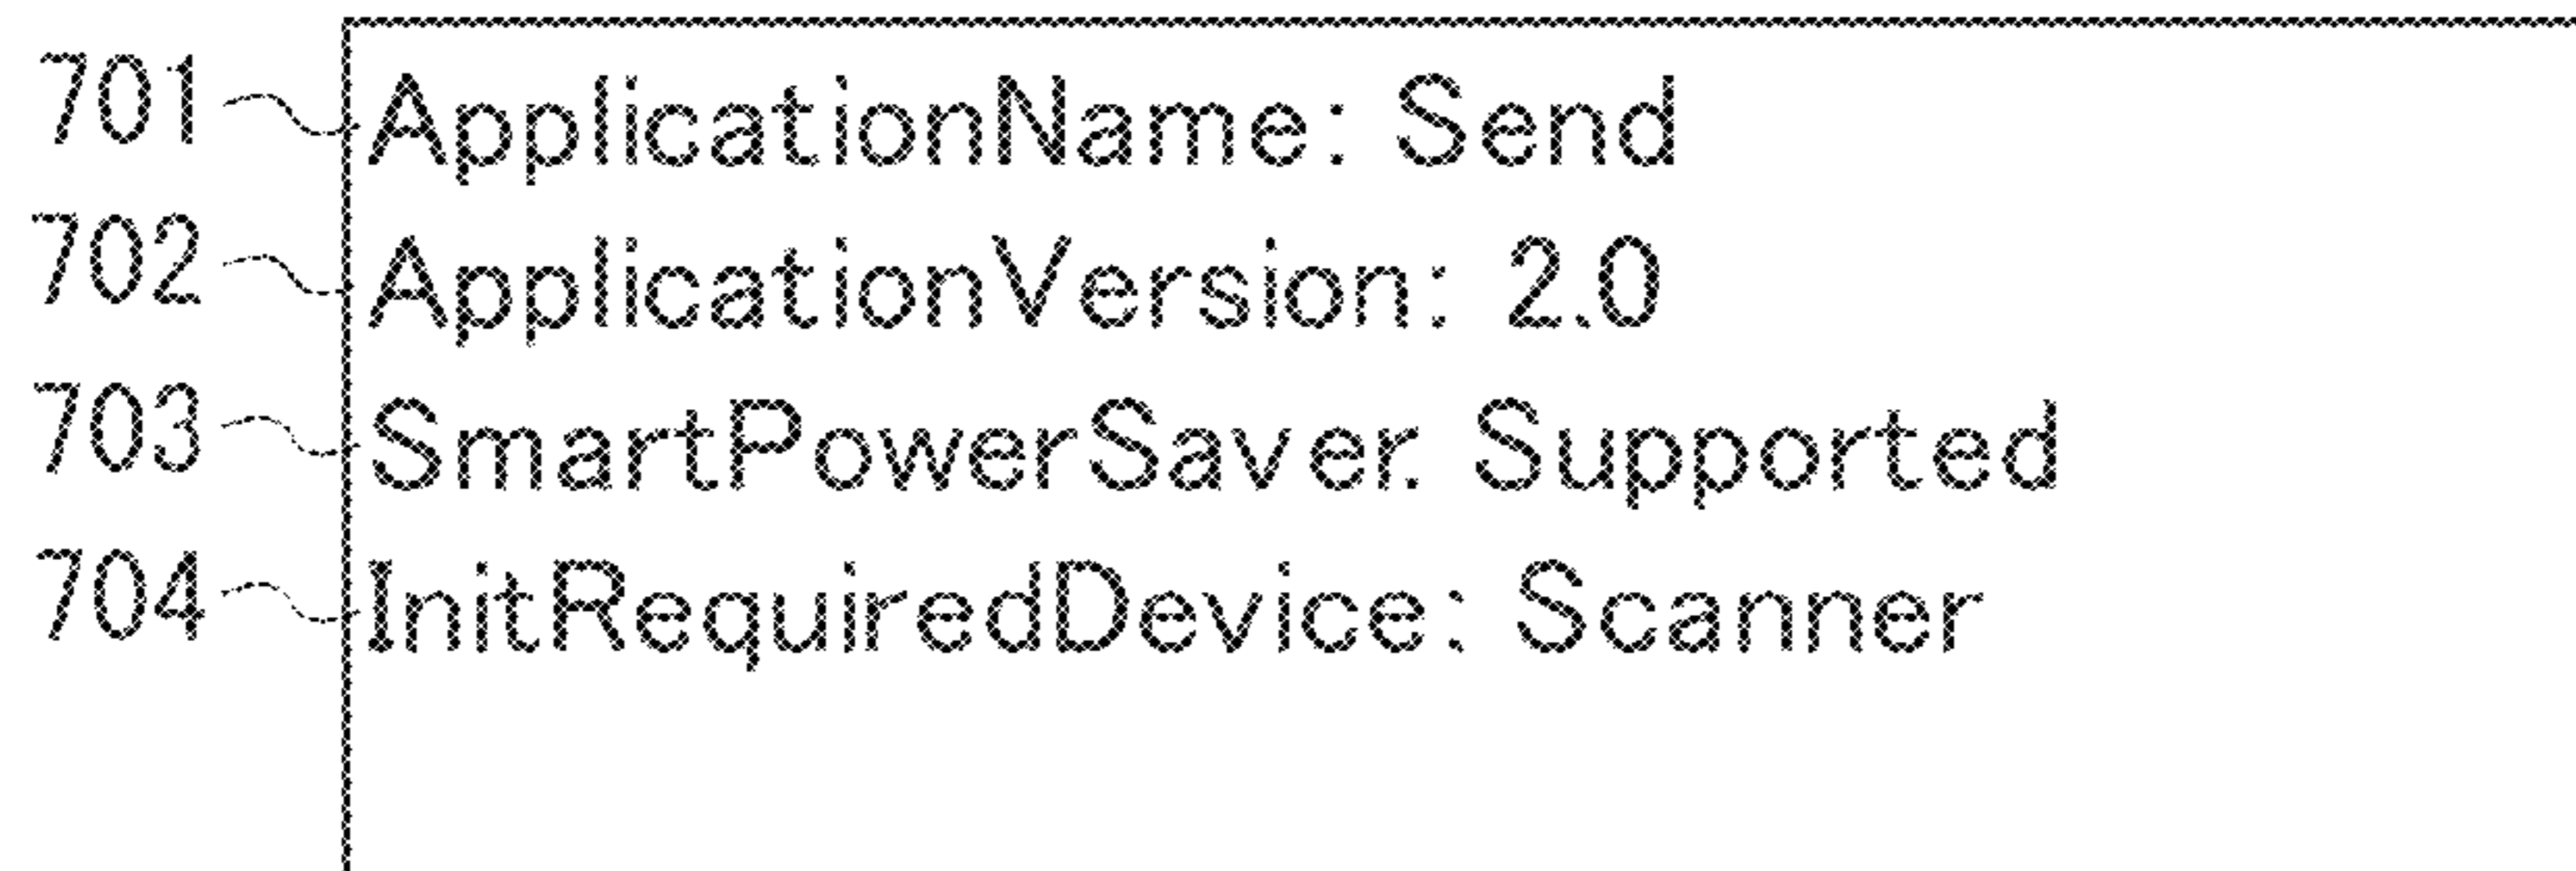 701 ApplicationName: Send
702 ApplicationVersion: 2.0
703 SmartPowerSaver: Supported
704 InitRequiredDevice: Scanner